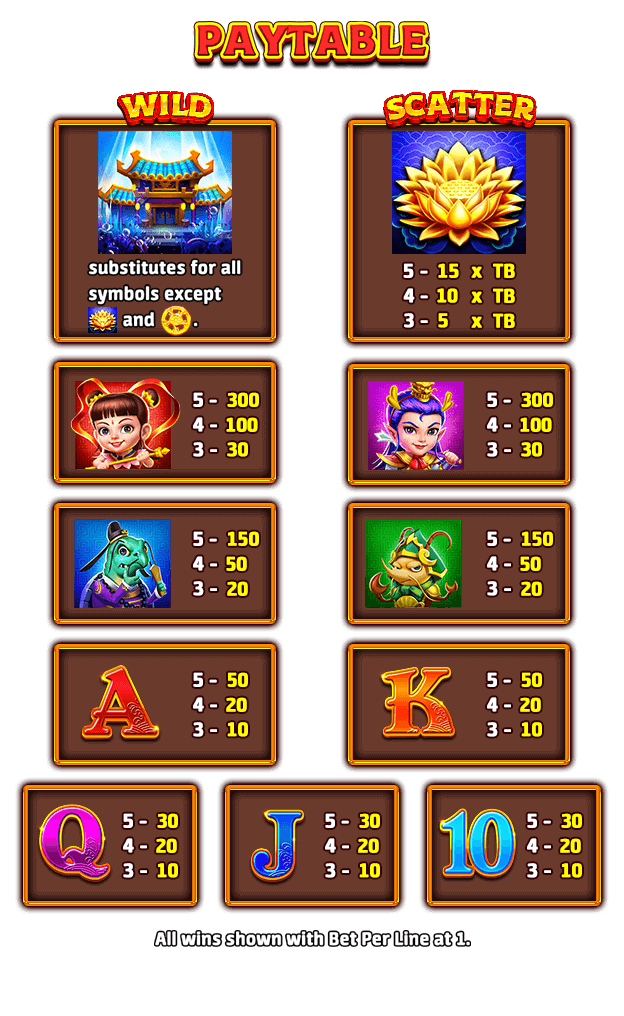 PAYTABLE
WILD
substitutes for all
symbols except
and .
SCATTER
5 - 15 x TB
4 - 10 x TB
3 - 5 x TB
5 - 300
4 - 100
3 - 30
5 - 300
4 - 100
3 - 30
5 - 150
4 - 50
3 - 20
5 - 150
4 - 50
3 - 20
A
5 - 50
4 - 20
3 - 10
K
5 - 50
4 - 20
3 - 10
Q
5 - 30
4 - 20
3 - 10
J
5 - 30
4 - 20
3 - 10
10
5 - 30
4 - 20
3 - 10
All wins shown with Bet Per Line at 1.